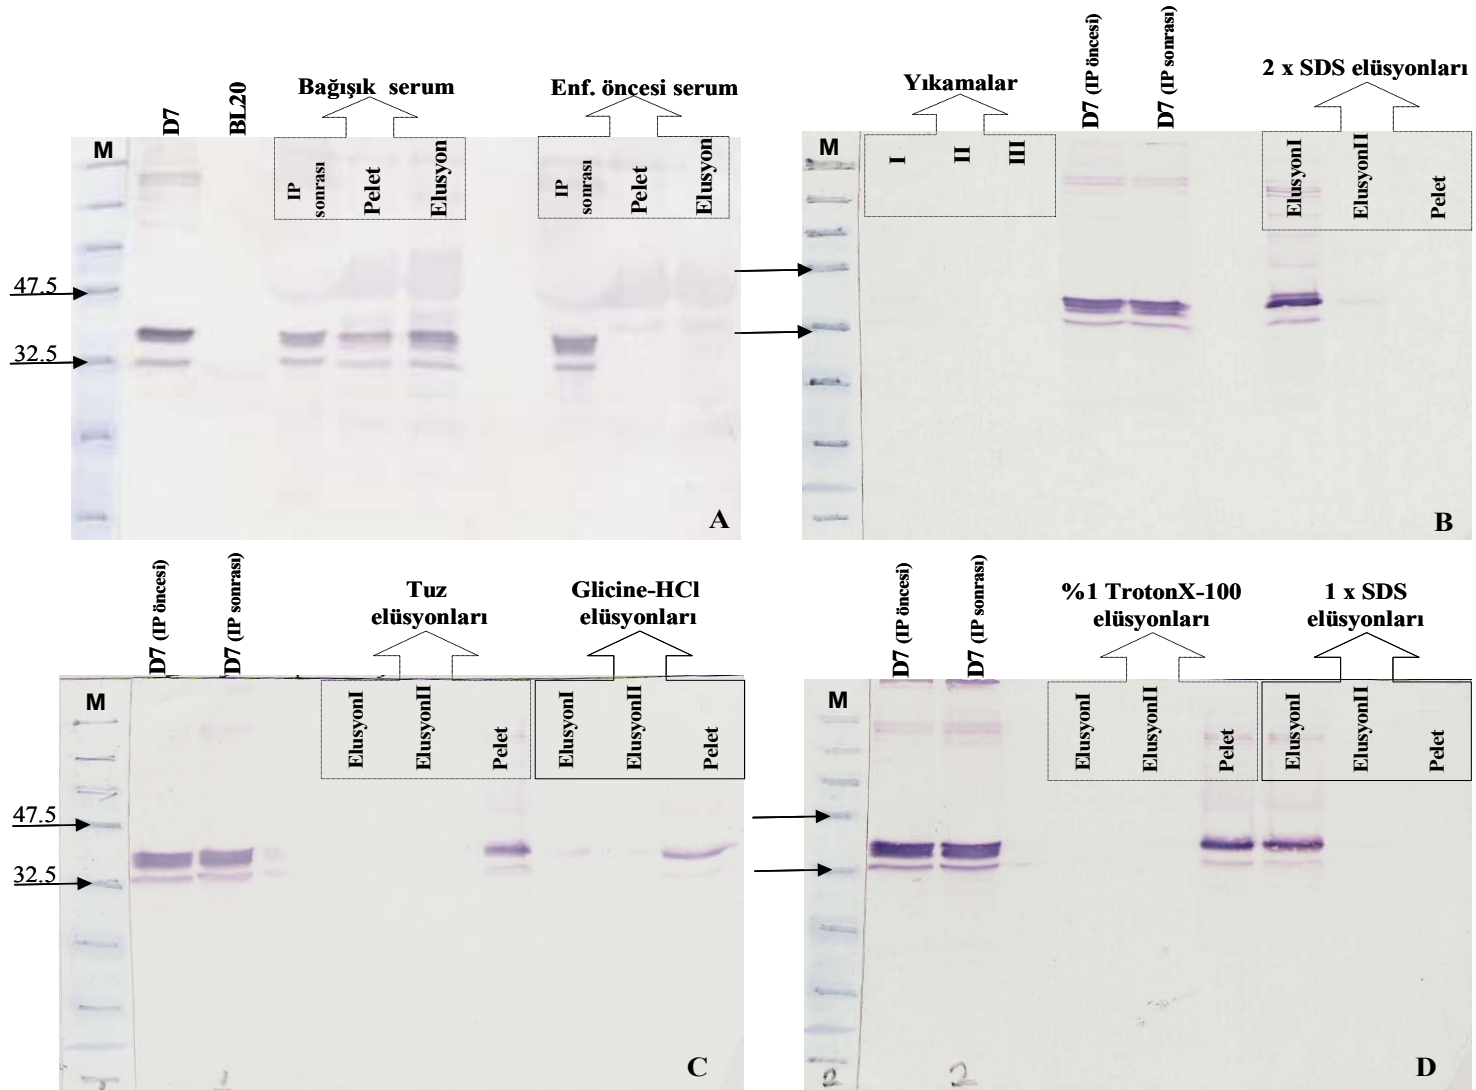 M
D7
BL20
Bağışık serum
IP sonrası
Pelet
Elusyon
Enf. öncesi serum
IP sonrası
Pelet
Elusyon
47.5
32.5
A
M
Yıkamalar
I
II
III
D7 (IP öncesi)
D7 (IP sonrası)
2 x SDS elüsyonları
ElusyonI
ElusyonII
Pelet
B
M
D7 (IP öncesi)
D7 (IP sonrası)
Tuz
elüsyonları
ElusyonI
ElusyonII
Pelet
Glicine-HCl
elüsyonları
ElusyonI
ElusyonII
Pelet
47.5
32.5
C
M
D7 (IP öncesi)
D7 (IP sonrası)
%1 TrotonX-100
elüsyonları
ElusyonI
ElusyonII
Pelet
1 x SDS
elüsyonları
ElusyonI
ElusyonII
Pelet
2
2
D